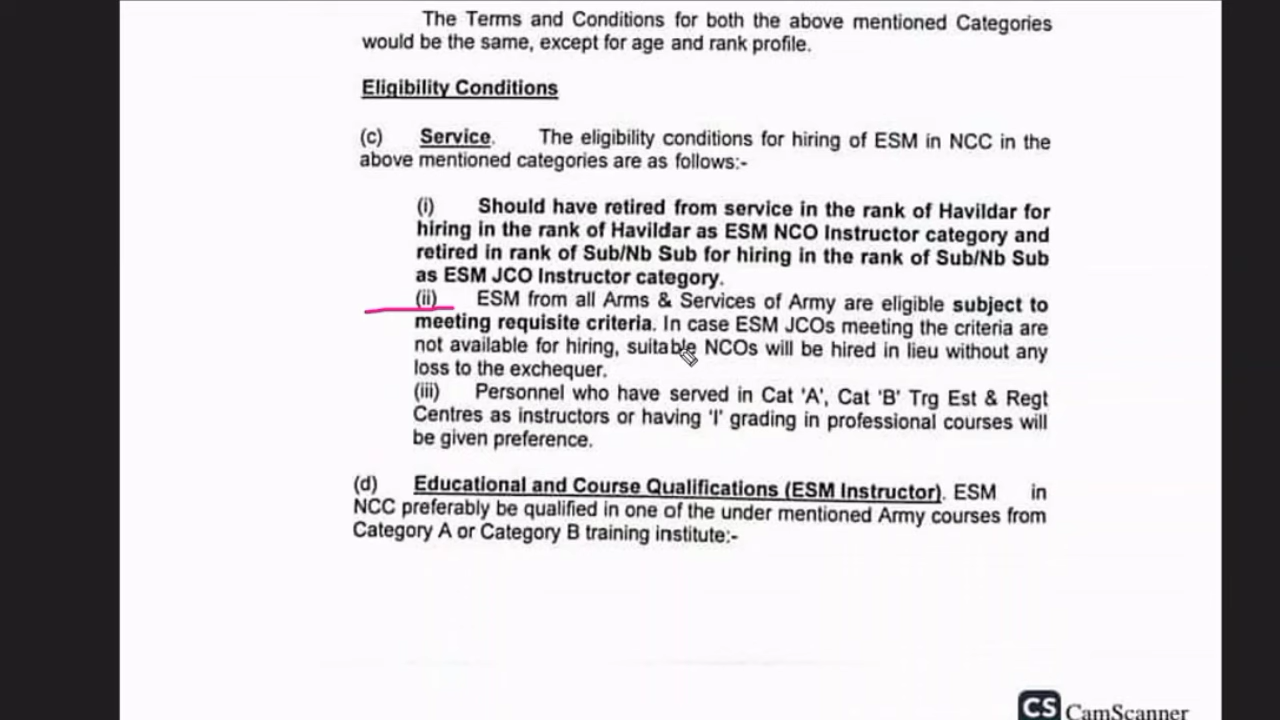 The Terms and Conditions for both the above mentioned Categories
would be the same, except for age and rank profile.
Eligibility Conditions
(c) Service. The eligibility conditions for hiring of ESM in NCC in the
above mentioned categories are as follows:-
(i) Should have retired from service in the rank of Havildar for
hiring in the rank of Havildar as ESM NCO Instructor category and
retired in rank of Sub/Nb Sub for hiring in the rank of Sub/Nb Sub
as ESM JCO Instructor category.
(ii) ESM from all Arms & Services of Army are eligible subject to
meeting requisite criteria. In case ESM JCOs meeting the criteria are
not available for hiring, suitable NCOs will be hired in lieu without any
loss to the exchequer.
(iii) Personnel who have served in Cat 'A', Cat 'B' Trg Est & Regt
Centres as instructors or having 'I' grading in professional courses will
be given preference.
(d) Educational and Course Qualifications (ESM Instructor). ESM in
NCC preferably be qualified in one of the under mentioned Army courses from
Category A or Category B training institute:-
CS CamScanner